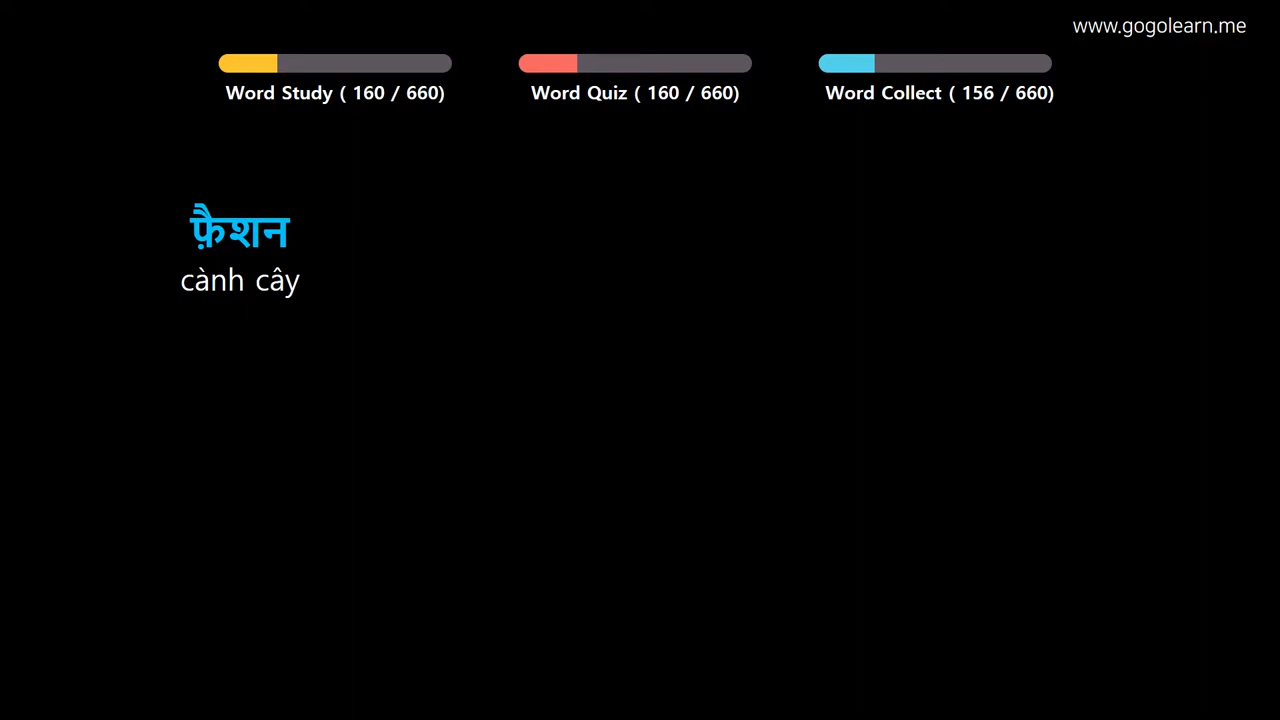 www.gogolearn.me
Word Study ( 160 / 660)
Word Quiz ( 160 / 660)
Word Collect ( 156 / 660)
फ़ैशन
cành cây